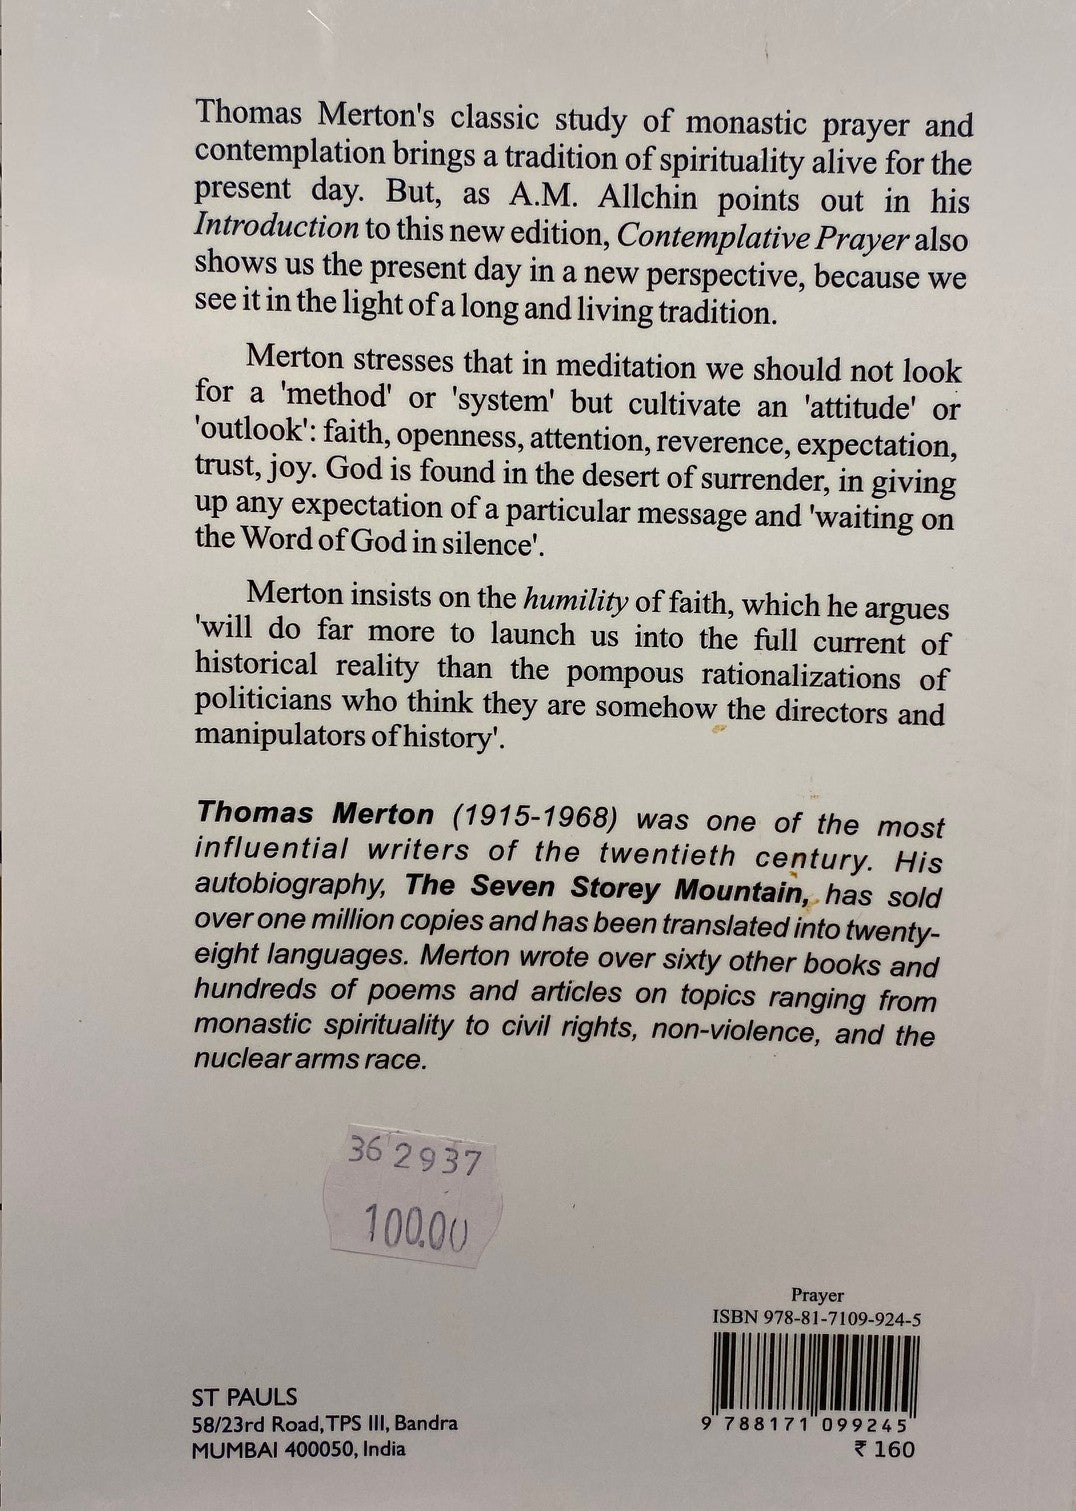 Thomas Merton's classic study of monastic prayer and
contemplation brings a tradition of spirituality alive for the
present day. But, as A.M. Allchin points out in his
Introduction to this new edition, Contemplative Prayer also
shows us the present day in a new perspective, because we
see it in the light of a long and living tradition.
Merton stresses that in meditation we should not look
for a 'method' or 'system' but cultivate an 'attitude' or
'outlook': faith, openness, attention, reverence, expectation,
trust, joy. God is found in the desert of surrender, in giving
up any expectation of a particular message and 'waiting on
the Word of God in silence'.
Merton insists on the humility of faith, which he argues
'will do far more to launch us into the full current of
historical reality than the pompous rationalizations of
politicians who think they are somehow the directors and
manipulators of history'.
Thomas Merton (1915-1968) was one of the most
influential writers of the twentieth century. His
autobiography, The Seven Storey Mountain, has sold
over one million copies and has been translated into twenty-
eight languages. Merton wrote over sixty other books and
hundreds of poems and articles on topics ranging from
monastic spirituality to civil rights, non-violence, and the
nuclear arms race.
36 2937
100.00
Prayer
ISBN 978-81-7109-924-5
9 788171 099245
₹ 160
ST PAULS
58/23rd Road, TPS III, Bandra
MUMBAI 400050, India